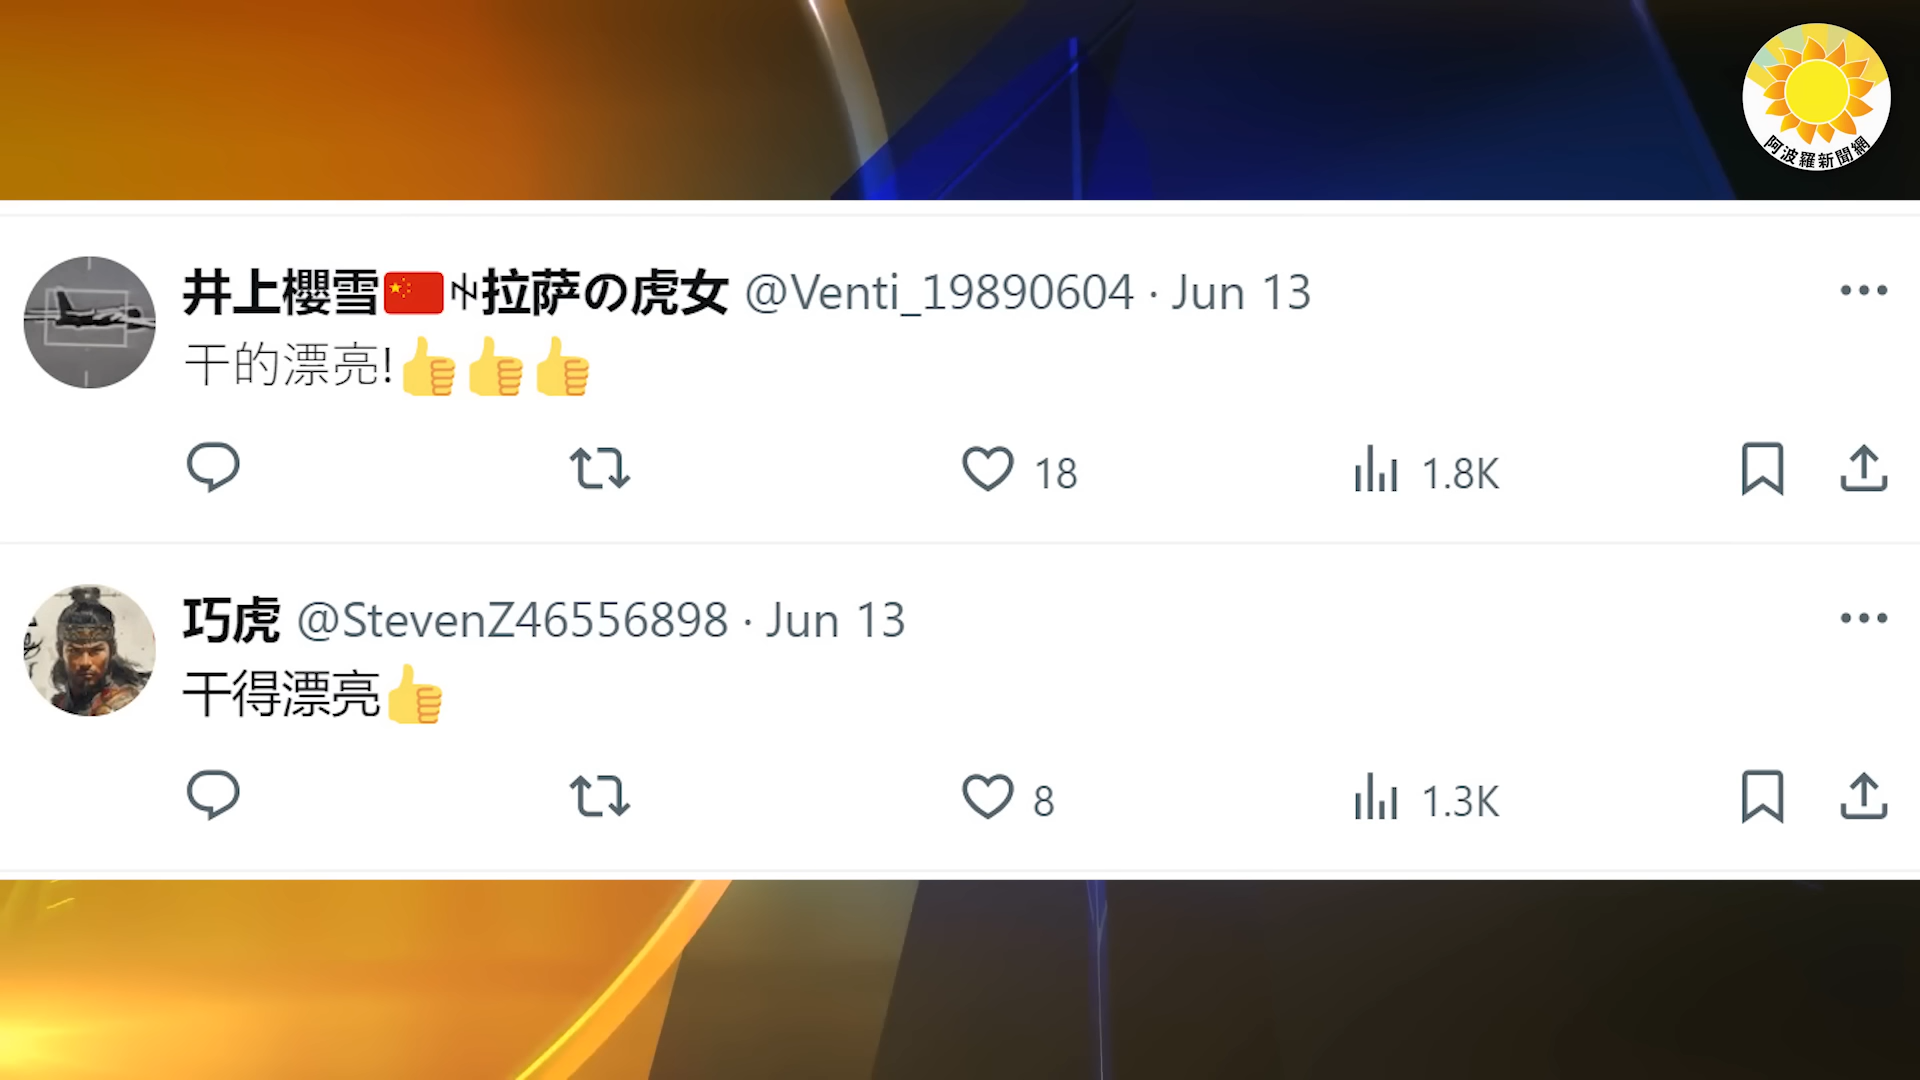 阿波羅新聞網
井上櫻雪🇨🇳卐拉萨の虎女 @Venti_19890604 · Jun 13
干的漂亮!👍👍👍
18 1.8K
巧虎 @StevenZ46556898 · Jun 13
干得漂亮👍
8 1.3K